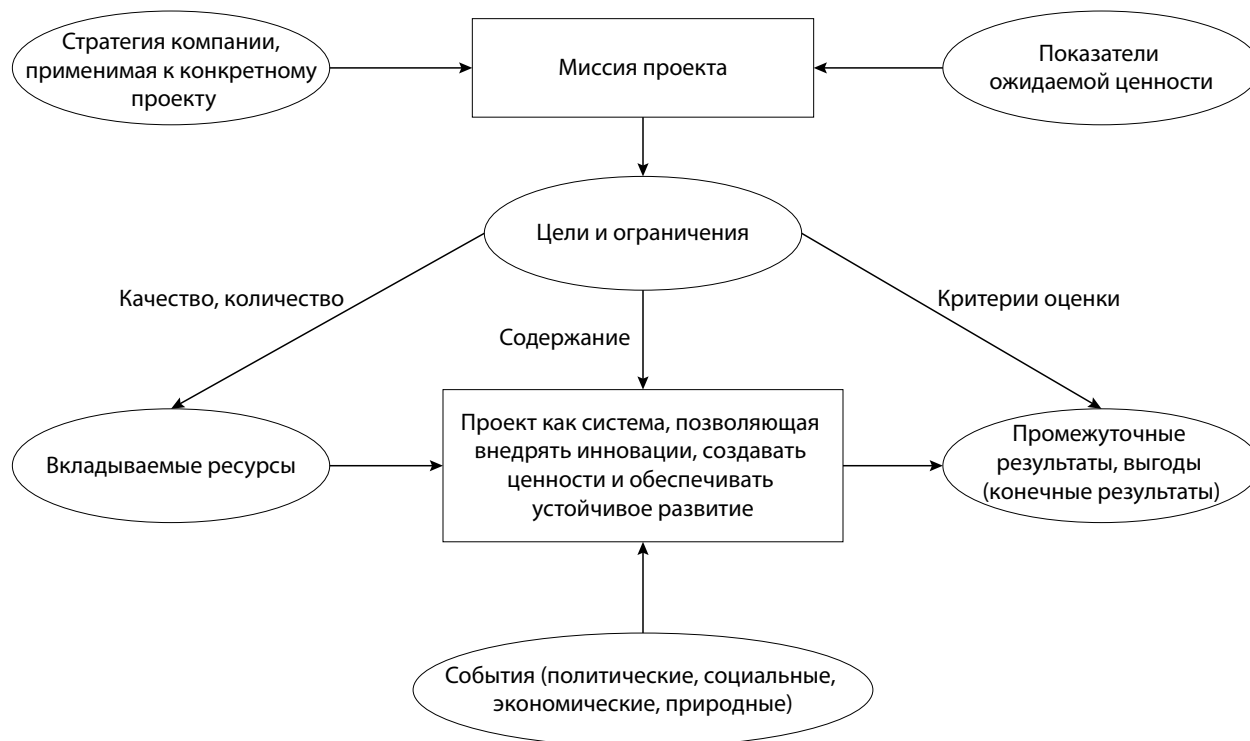 Стратегия компании,
применимая к конкретному
проекту
Миссия проекта
Показатели
ожидаемой ценности
Цели и ограничения
Качество, количество
Критерии оценки
Содержание
Вкладываемые ресурсы
Проект как система, позволяющая
внедрять инновации, создавать
ценности и обеспечивать
устойчивое развитие
Промежуточные
результаты, выгоды
(конечные результаты)
События (политические, социальные,
экономические, природные)